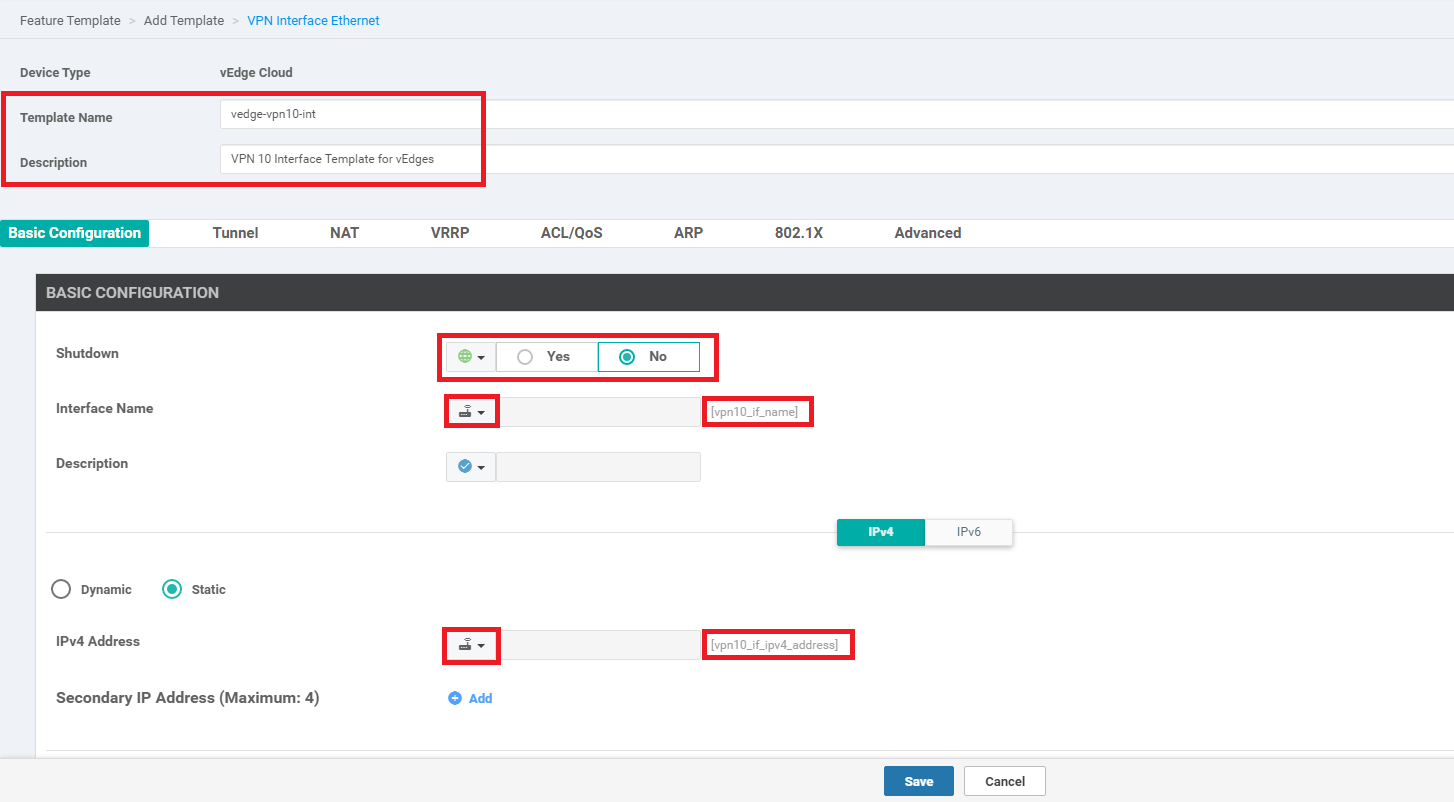 Feature Template > Add Template > VPN Interface Ethernet
Device Type vEdge Cloud
Template Name vedge-vpn10-int
Description VPN 10 Interface Template for vEdges
Basic Configuration Tunnel NAT VRRP ACL/QoS ARP 802.1X Advanced
BASIC CONFIGURATION
Shutdown Yes No
Interface Name [vpn10_if_name]
Description
IPv4 IPv6
Dynamic Static
IPv4 Address [vpn10_if_ipv4_address]
Secondary IP Address (Maximum: 4) Add
Save Cancel